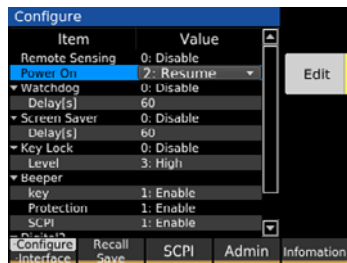 Configure
Item Value
Remote Sensing 0: Disable
Power On 2: Resume
Edit
Watchdog 0: Disable
Delay[s] 60
Screen Saver 0: Disable
Delay[s] 60
Key Lock 0: Disable
Level 3: High
Beeper
key 1: Enable
Protection 1: Enable
SCPI 1: Enable
Configure Recall SCPI Admin Infomation
Interface Save